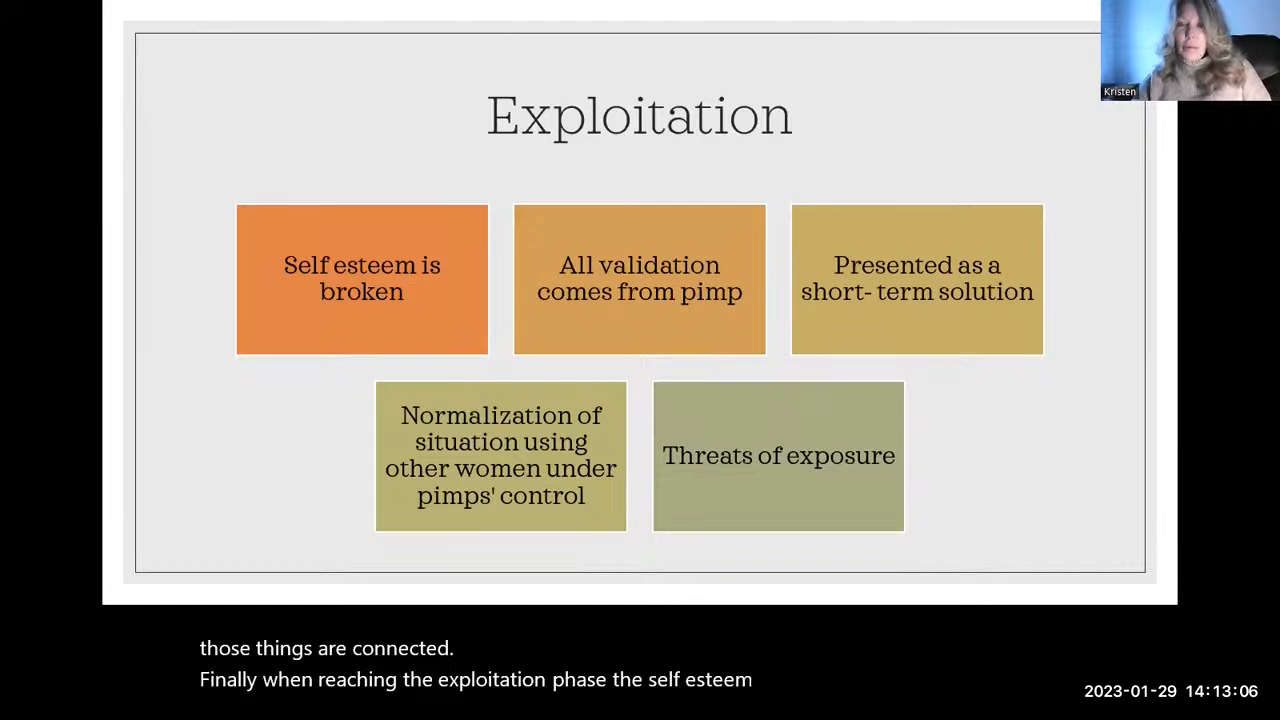 Kristen
Exploitation
Self esteem is
broken
All validation
comes from pimp
Presented as a
short- term solution
Normalization of
situation using
other women under
pimps' control
Threats of exposure
those things are connected.
Finally when reaching the exploitation phase the self esteem
2023-01-29 14:13:06